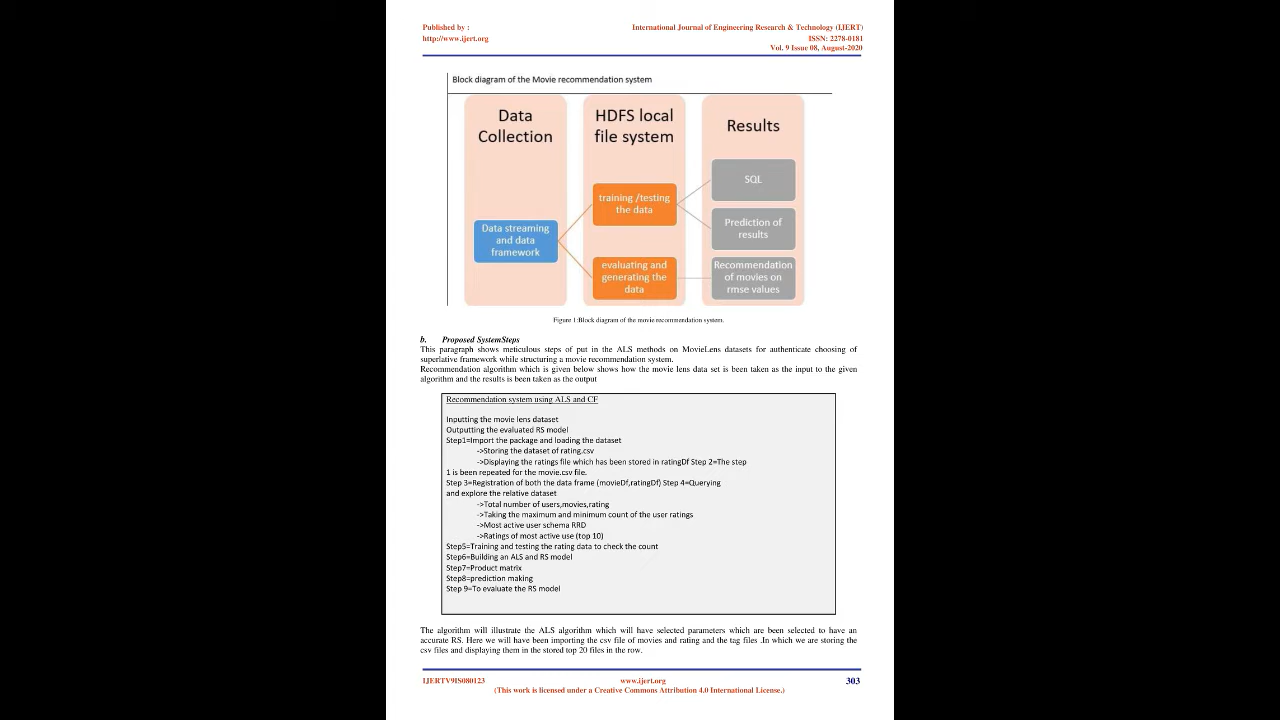 Published by :
http://www.ijert.org
International Journal of Engineering Research & Technology (IJERT)
ISSN: 2278-0181
Vol. 9 Issue 08, August-2020
Block diagram of the Movie recommendation system
Data
Collection
Data streaming
and data
framework
HDFS local
file system
training /testing
the data
evaluating and
generating the
data
Results
SQL
Prediction of
results
Recommendation
of movies on
rmse values
Figure 1:Block diagram of the movie recommendation system.
b. Proposed SystemSteps
This paragraph shows meticulous steps of put in the ALS methods on MovieLens datasets for authenticate choosing of
superlative framework while structuring a movie recommendation system.
Recommendation algorithm which is given below shows how the movie lens data set is been taken as the input to the given
algorithm and the results is been taken as the output
Recommendation system using ALS and CF
Inputting the movie lens dataset
Outputting the evaluated RS model
Step1=Import the package and loading the dataset
->Storing the dataset of rating.csv
->Displaying the ratings file which has been stored in ratingDf Step 2=The step
1 is been repeated for the movie.csv file.
Step 3=Registration of both the data frame (movieDf,ratingDf) Step 4=Querying
and explore the relative dataset
->Total number of users,movies,rating
->Taking the maximum and minimum count of the user ratings
->Most active user schema RRD
->Ratings of most active use (top 10)
Step5=Training and testing the rating data to check the count
Step6=Building an ALS and RS model
Step7=Product matrix
Step8=prediction making
Step 9=To evaluate the RS model
The algorithm will illustrate the ALS algorithm which will have selected parameters which are been selected to have an
accurate RS. Here we will have been importing the csv file of movies and rating and the tag files .In which we are storing the
csv files and displaying them in the stored top 20 files in the row.
IJERTV9IS080123
www.ijert.org
303
(This work is licensed under a Creative Commons Attribution 4.0 International License.)